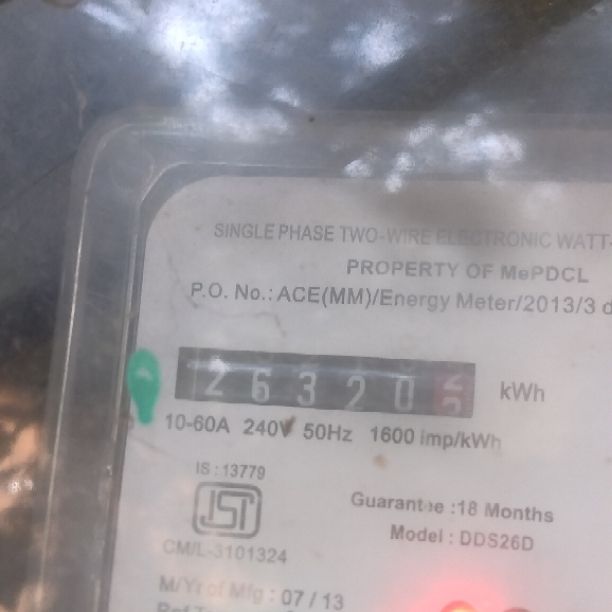 SINGLE PHASE TWO-WIRE ELECTRONIC WATT-
PROPERTY OF MePDCL
P.O. No.: ACE(MM)/Energy Meter/2013/3 d
26320 kWh
10-60A 240V 50Hz 1600 imp/kWh
IS : 13779
ISI
CM/L-3101324
Guarantee :18 Months
Model : DDS26D
M/Yr of Mfg : 07 / 13